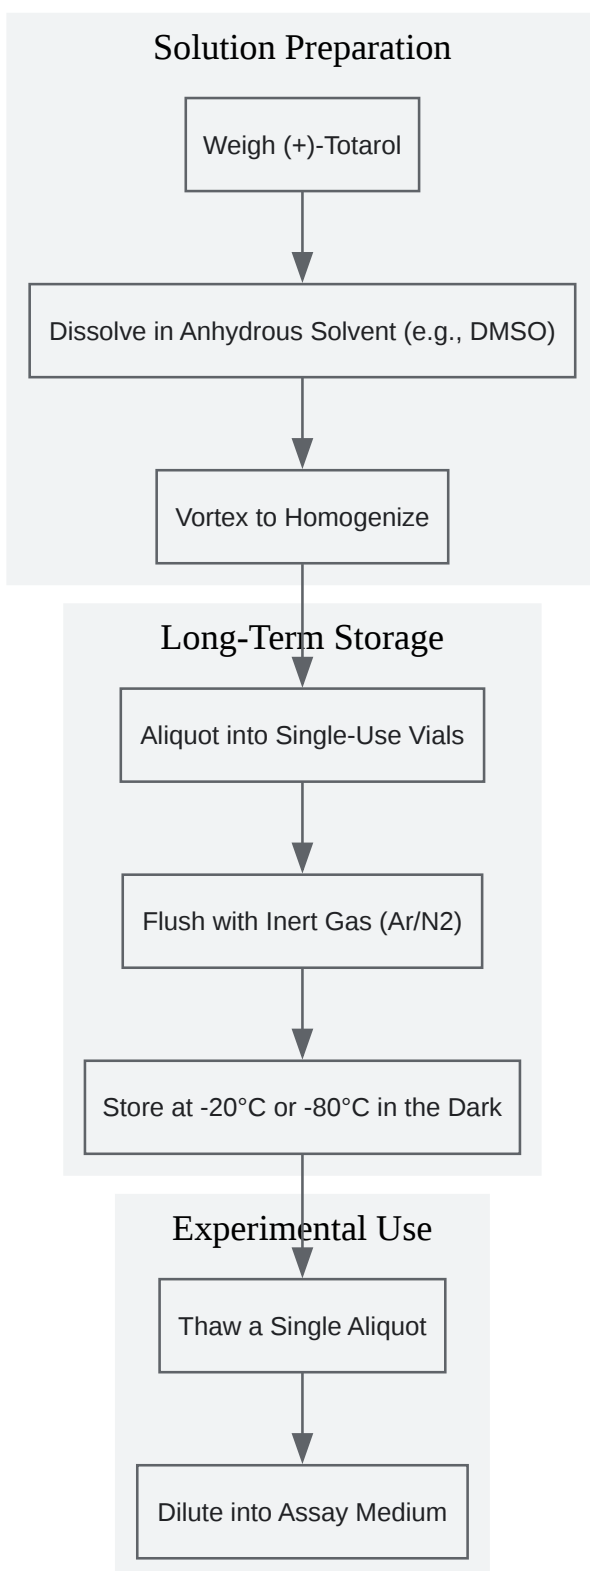 Solution Preparation
Weigh (+)-Totarol
Dissolve in Anhydrous Solvent (e.g., DMSO)
Vortex to Homogenize
Long-Term Storage
Aliquot into Single-Use Vials
Flush with Inert Gas (Ar/N2)
Store at -20°C or -80°C in the Dark
Experimental Use
Thaw a Single Aliquot
Dilute into Assay Medium